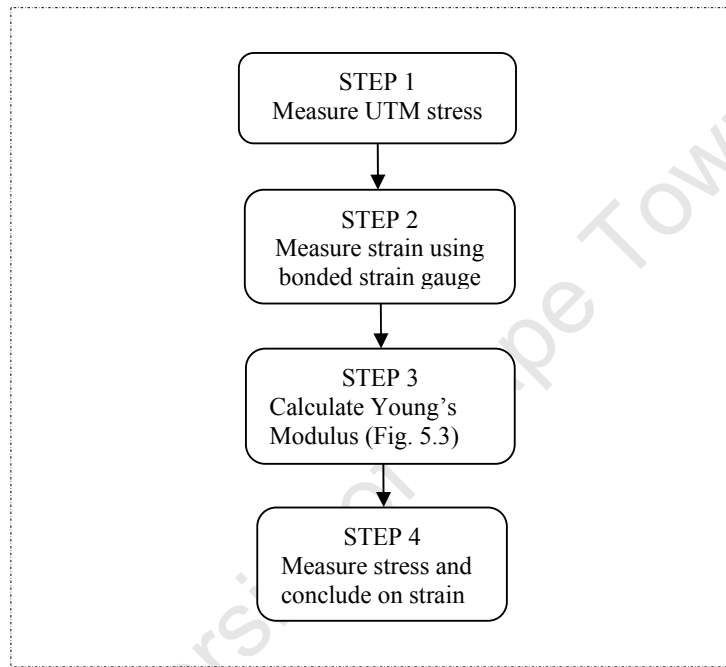 STEP 1
Measure UTM stress
STEP 2
Measure strain using
bonded strain gauge
STEP 3
Calculate Young’s
Modulus (Fig. 5.3)
STEP 4
Measure stress and
conclude on strain